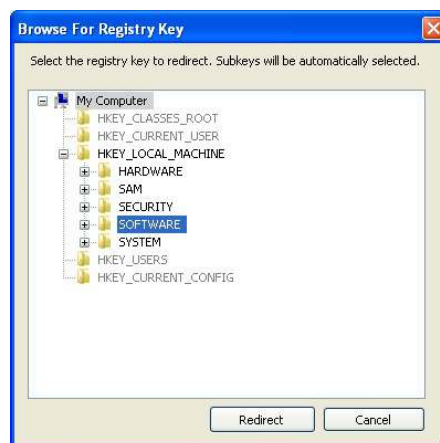 Browse For Registry Key
Select the registry key to redirect. Subkeys will be automatically selected.
My Computer
HKEY_CLASSES_ROOT
HKEY_CURRENT_USER
HKEY_LOCAL_MACHINE
HARDWARE
SAM
SECURITY
SOFTWARE
SYSTEM
HKEY_USERS
HKEY_CURRENT_CONFIG
Redirect Cancel